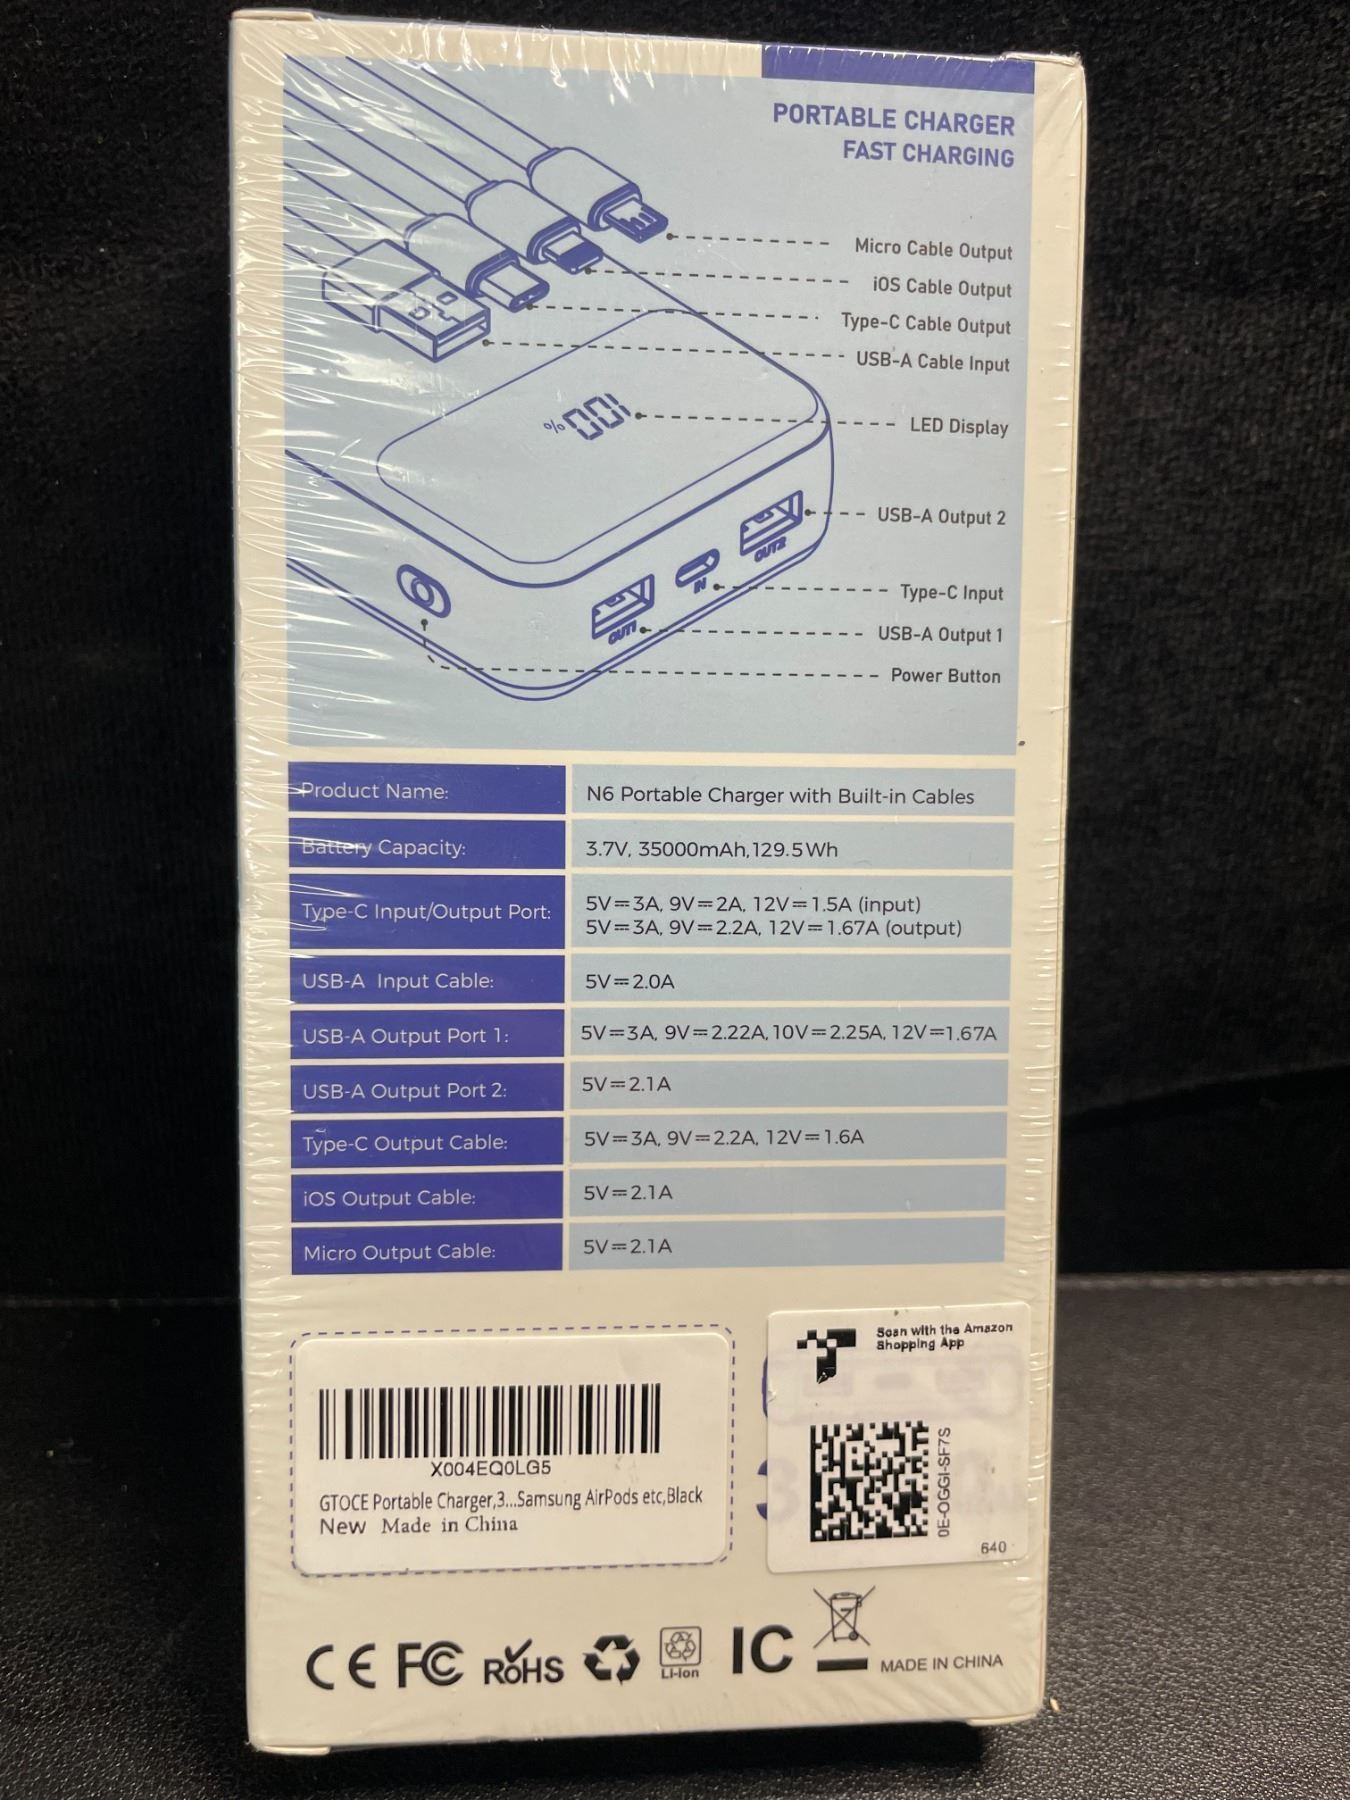 PORTABLE CHARGER
FAST CHARGING
Micro Cable Output
iOS Cable Output
Type-C Cable Output
USB-A Cable Input
100%
LED Display
USB-A Output 2
OUT2
Type-C Input
IN
USB-A Output 1
OUT1
Power Button
Product Name: N6 Portable Charger with Built-in Cables
Battery Capacity: 3.7V, 35000mAh,129.5Wh
Type-C Input/Output Port: 5V⎓3A, 9V⎓2A, 12V⎓1.5A (input)
5V⎓3A, 9V⎓2.2A, 12V⎓1.67A (output)
USB-A Input Cable: 5V⎓2.0A
USB-A Output Port 1: 5V⎓3A, 9V⎓2.22A, 10V⎓2.25A, 12V⎓1.67A
USB-A Output Port 2: 5V⎓2.1A
Type-C Output Cable: 5V⎓3A, 9V⎓2.2A, 12V⎓1.6A
iOS Output Cable: 5V⎓2.1A
Micro Output Cable: 5V⎓2.1A
Scan with the Amazon
Shopping App
X004EQ0LG5
GTOCE Portable Charger,3...Samsung AirPods etc,Black
New Made in China
0E-OGGI-SF7S
640
CE FC RoHS Li-ion IC MADE IN CHINA